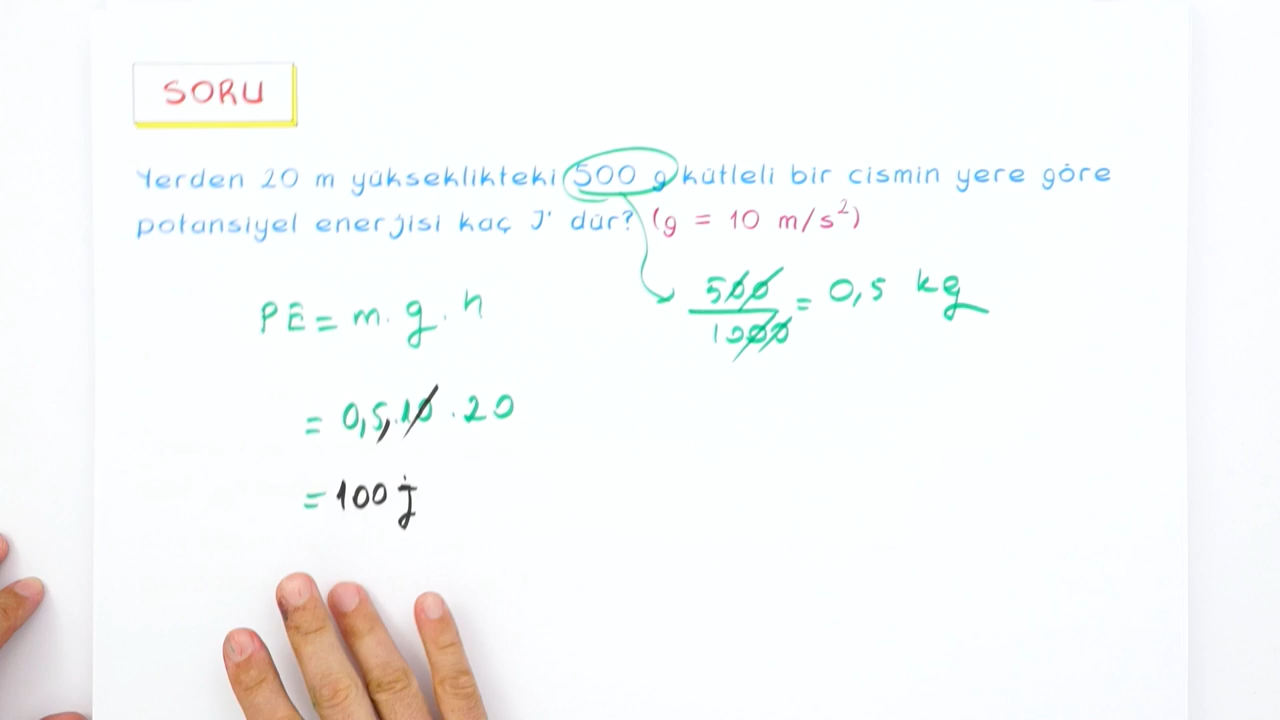 SORU
Yerden 20 m yükseklikteki 500 g kütleli bir cismin yere göre
potansiyel enerjisi kaç J' dür? (g = 10 m/s²)
PE = m . g . h
500/1000 = 0,5 kg
= 0,5 . 10 . 20
= 100 j